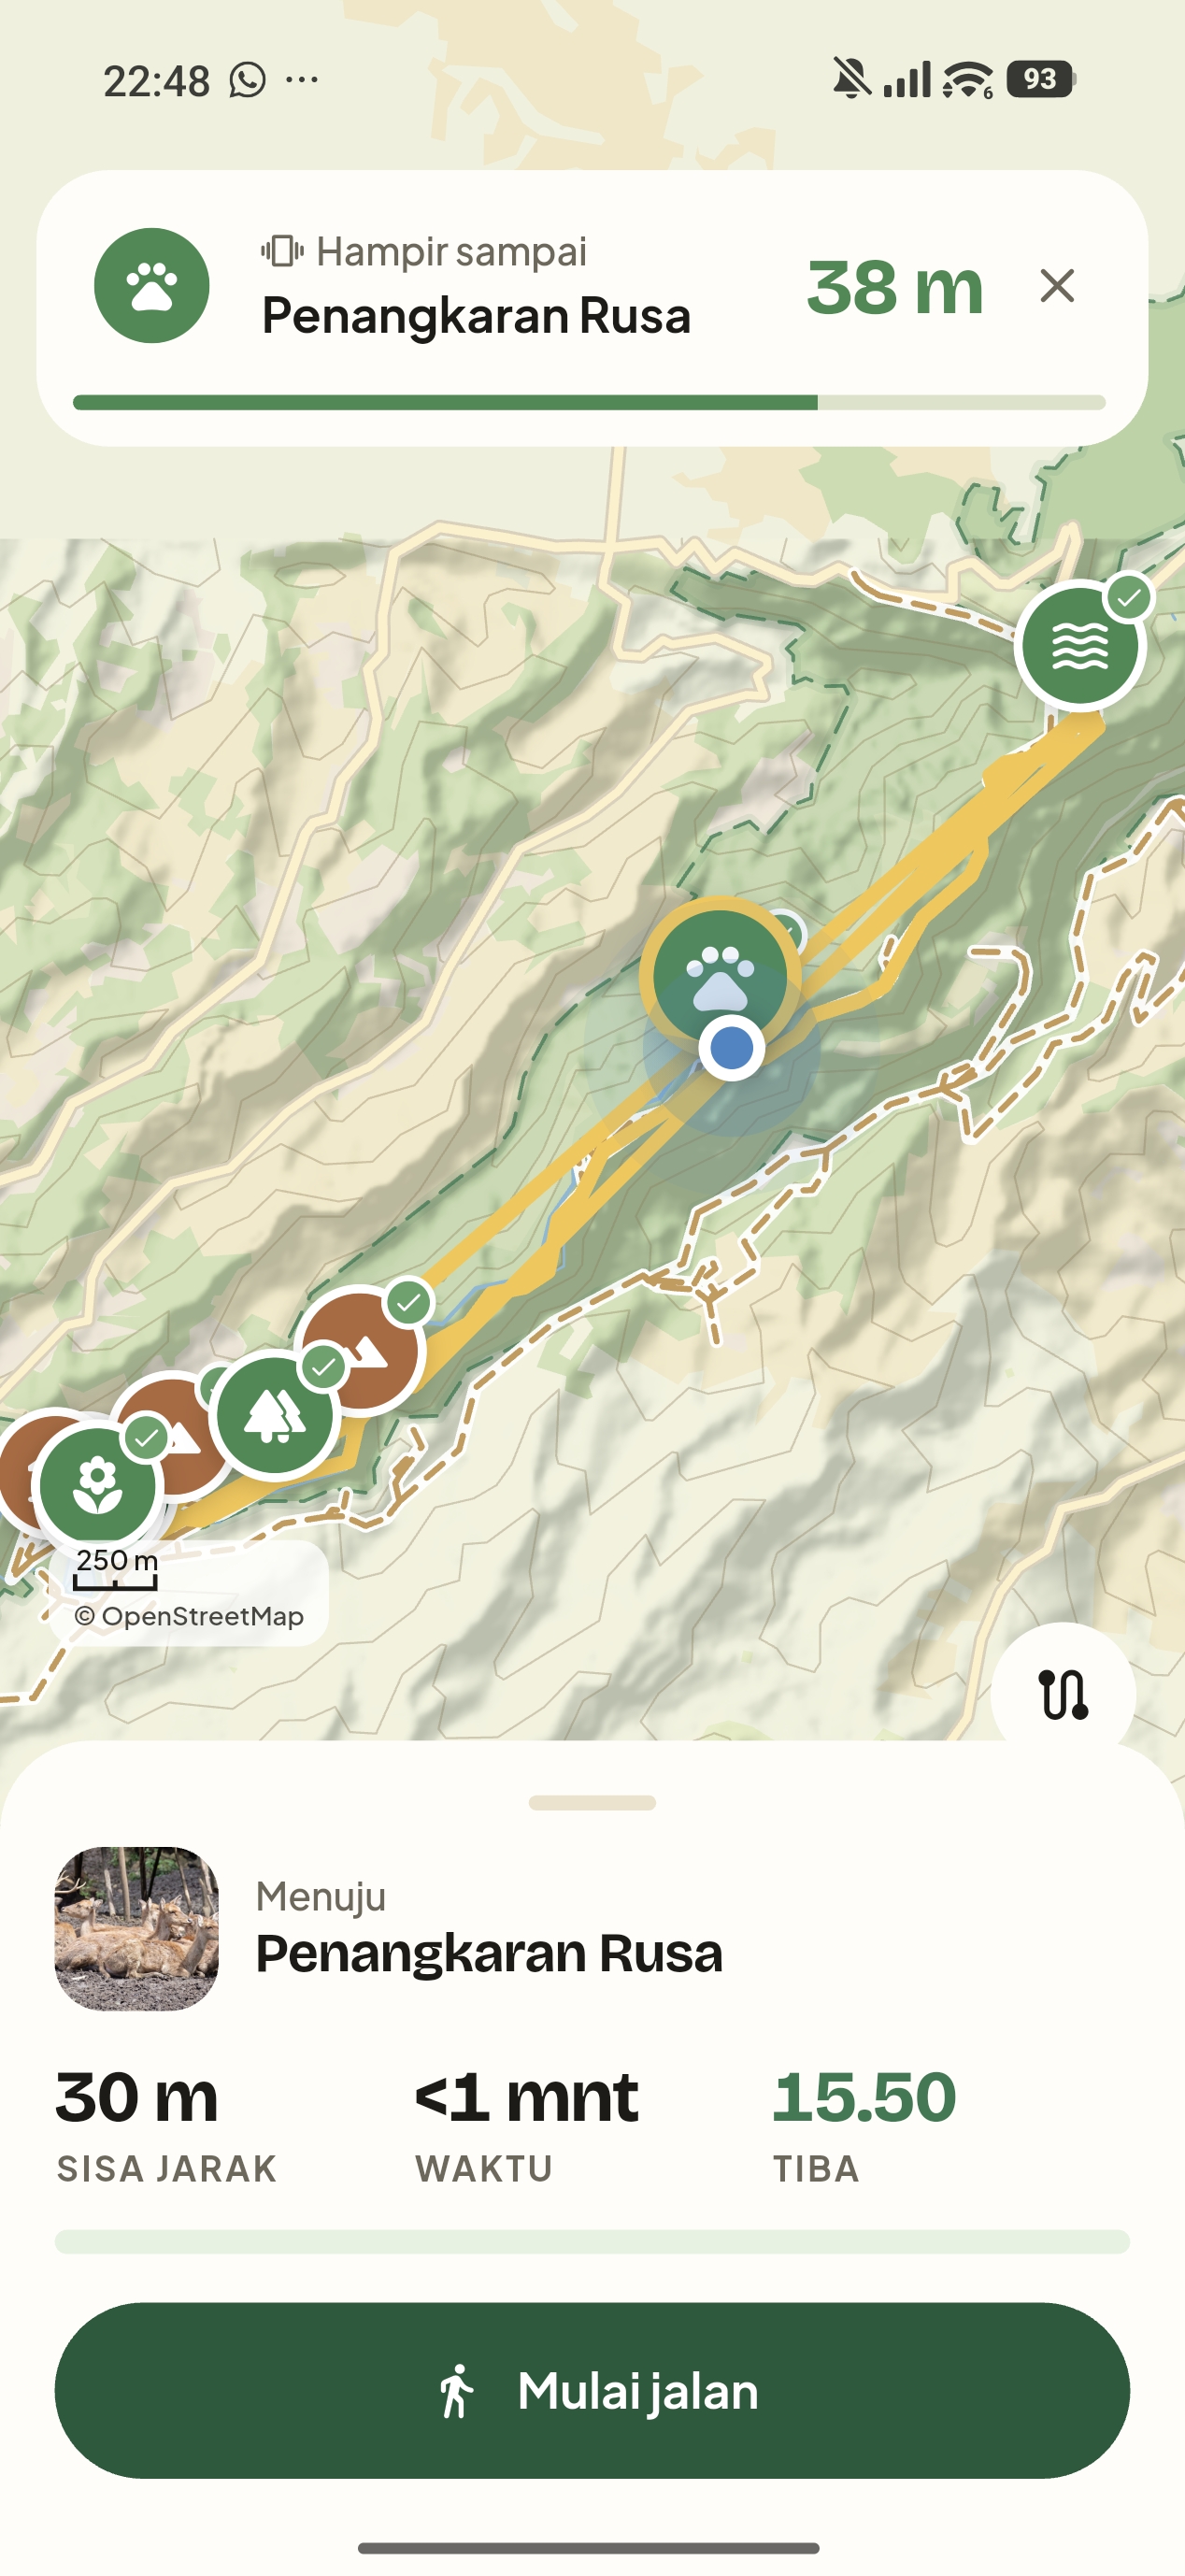 22:48
93
6
Hampir sampai
Penangkaran Rusa
38 m
250 m
© OpenStreetMap
Menuju
Penangkaran Rusa
30 m
<1 mnt
15.50
SISA JARAK
WAKTU
TIBA
Mulai jalan